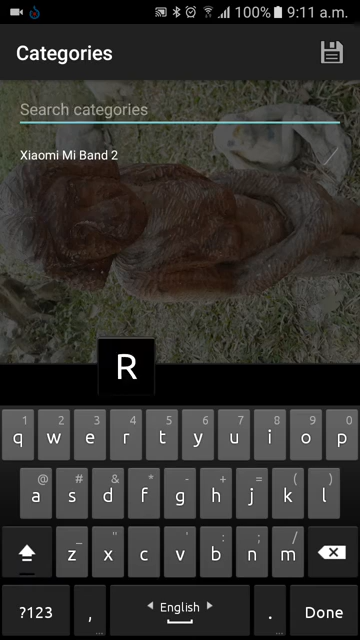 100% 9:11 a.m.
Categories
Search categories
Xiaomi Mi Band 2
R
1 2 3 4 5 6 7 8 9 0
q w e r t y u i o p
@ # & * - + = ( )
a s d f g h j k l
_ " ' : ; /
z x c v b n m
?123 , ... English . ... Done